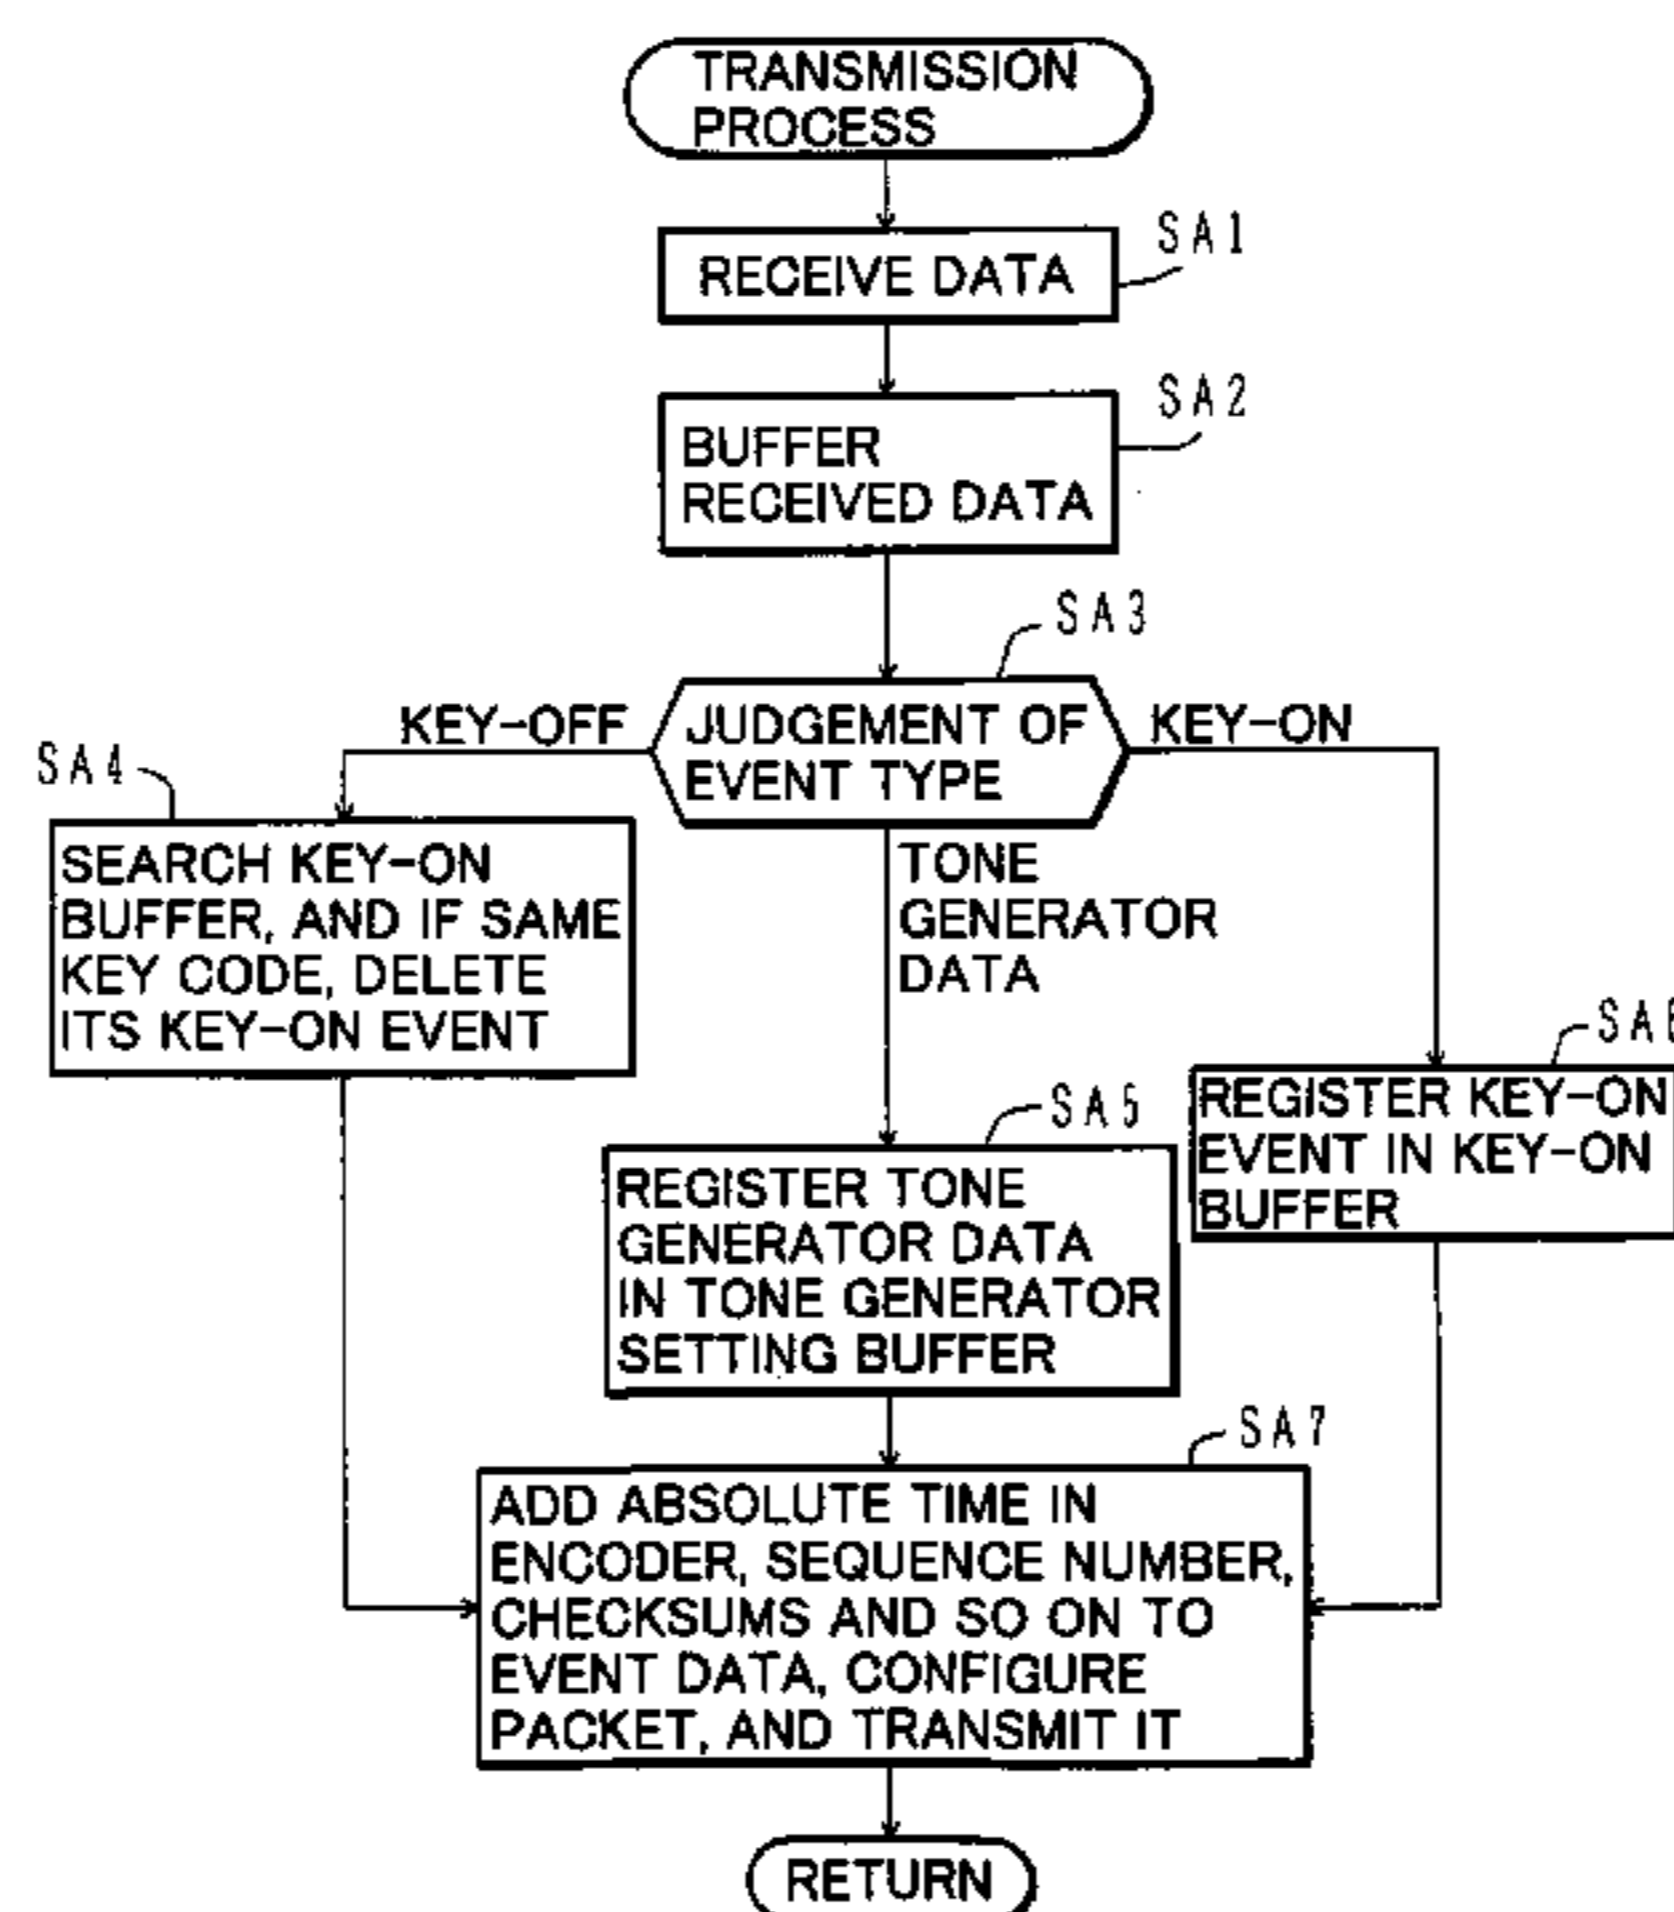 TRANSMISSION
PROCESS
SA1
RECEIVE DATA
SA2
BUFFER
RECEIVED DATA
SA3
KEY-OFF
JUDGEMENT OF
EVENT TYPE
KEY-ON
SA4
SEARCH KEY-ON
BUFFER, AND IF SAME
KEY CODE, DELETE
ITS KEY-ON EVENT
TONE
GENERATOR
DATA
SA5
REGISTER TONE
GENERATOR DATA
IN TONE GENERATOR
SETTING BUFFER
SA6
REGISTER KEY-ON
EVENT IN KEY-ON
BUFFER
SA7
ADD ABSOLUTE TIME IN
ENCODER, SEQUENCE NUMBER,
CHECKSUMS AND SO ON TO
EVENT DATA, CONFIGURE
PACKET, AND TRANSMIT IT
RETURN